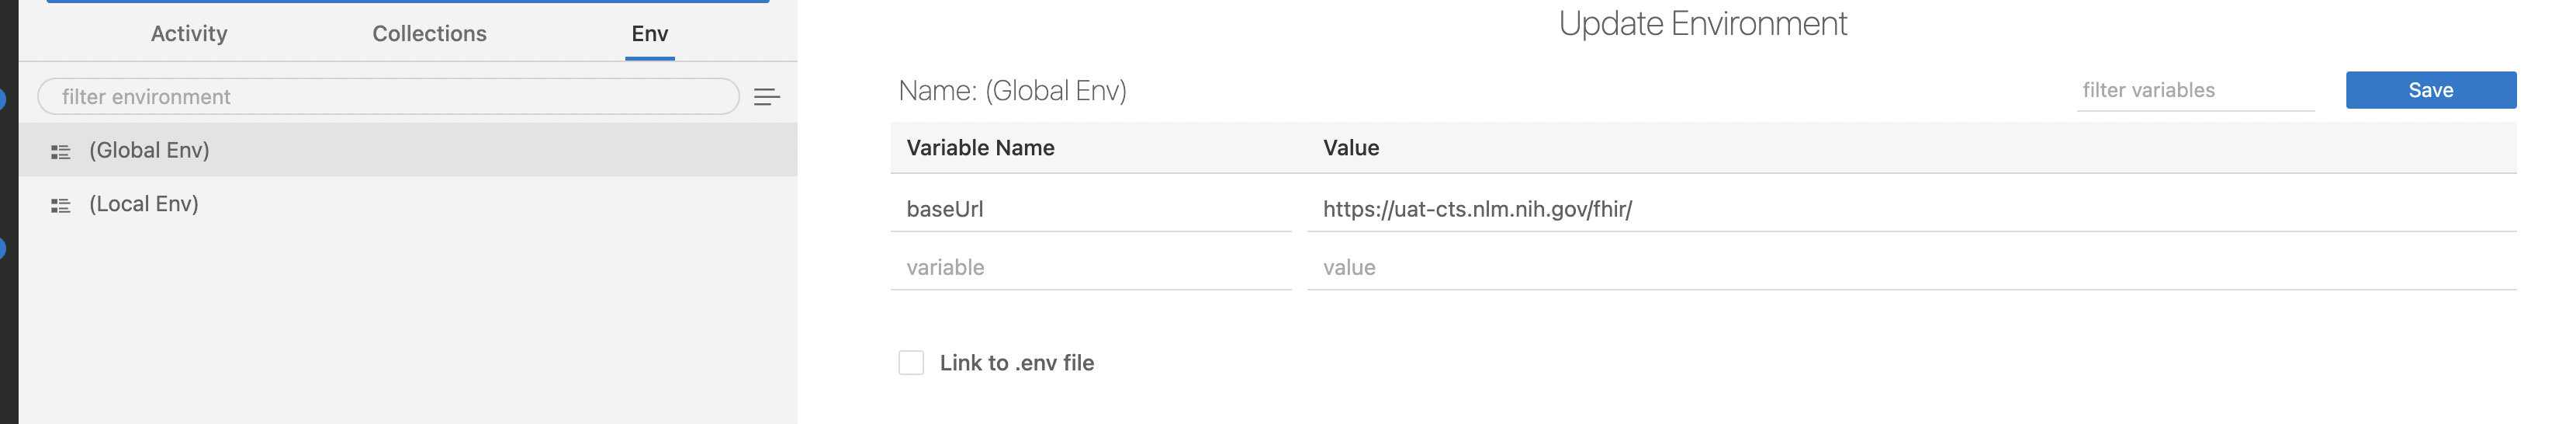 Activity Collections Env
filter environment
(Global Env)
(Local Env)
Update Environment
Name: (Global Env) filter variables Save
Variable Name Value
baseUrl https://uat-cts.nlm.nih.gov/fhir/
variable value
Link to .env file